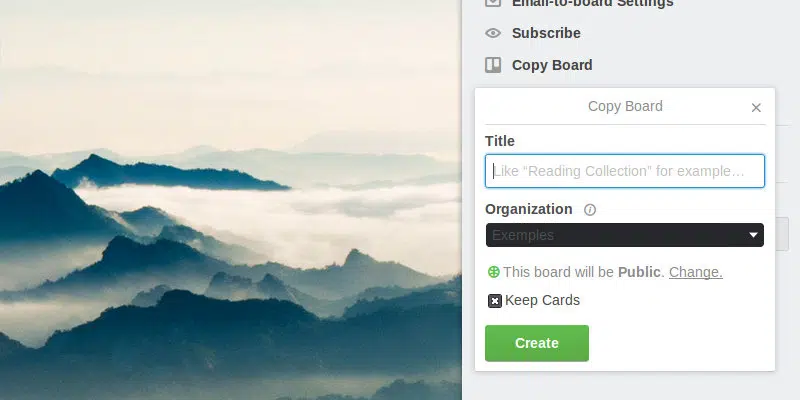 Email-to-board Settings
Subscribe
Copy Board
Copy Board
Title
Like “Reading Collection” for example…
Organization
Exemples
This board will be Public. Change.
Keep Cards
Create